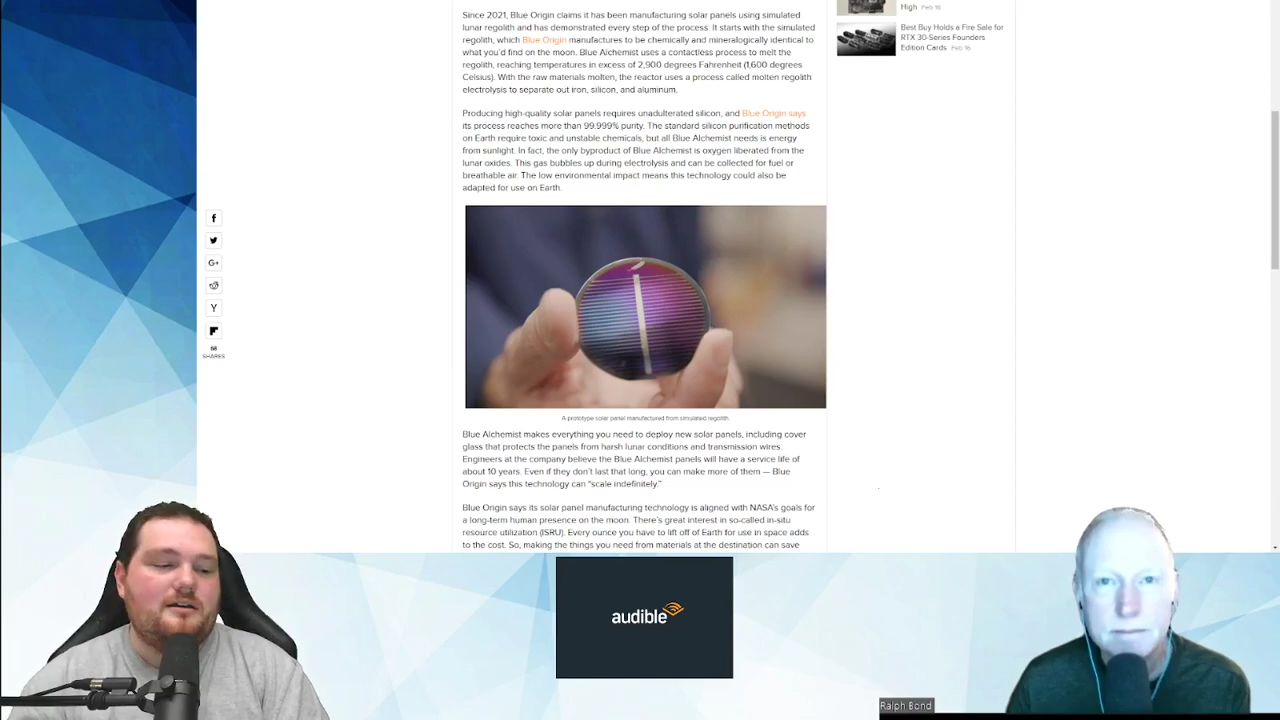 Since 2021, Blue Origin claims it has been manufacturing solar panels using simulated
lunar regolith and has demonstrated every step of the process. It starts with the simulated
regolith, which Blue Origin manufactures to be chemically and mineralogically identical to
what you'd find on the moon. Blue Alchemist uses a contactless process to melt the
regolith, reaching temperatures in excess of 2,900 degrees Fahrenheit (1,600 degrees
Celsius). With the raw materials molten, the reactor uses a process called molten regolith
electrolysis to separate out iron, silicon, and aluminum.
Producing high-quality solar panels requires unadulterated silicon, and Blue Origin says
its process reaches more than 99.999% purity. The standard silicon purification methods
on Earth require toxic and unstable chemicals, but all Blue Alchemist needs is energy
from sunlight. In fact, the only byproduct of Blue Alchemist is oxygen liberated from the
lunar oxides. This gas bubbles up during electrolysis and can be collected for fuel or
breathable air. The low environmental impact means this technology could also be
adapted for use on Earth.
A prototype solar panel manufactured from simulated regolith.
Blue Alchemist makes everything you need to deploy new solar panels, including cover
glass that protects the panels from harsh lunar conditions and transmission wires.
Engineers at the company believe the Blue Alchemist panels will have a service life of
about 10 years. Even if they don't last that long, you can make more of them — Blue
Origin says this technology can "scale indefinitely."
Blue Origin says its solar panel manufacturing technology is aligned with NASA's goals for
a long-term human presence on the moon. There's great interest in so-called in-situ
resource utilization (ISRU). Every ounce you have to lift off of Earth for use in space adds
to the cost. So, making the things you need from materials at the destination can save
High Feb 16
Best Buy Holds a Fire Sale for
RTX 30-Series Founders
Edition Cards Feb 16
f
G+
Y
68
SHARES
audible
Ralph Bond